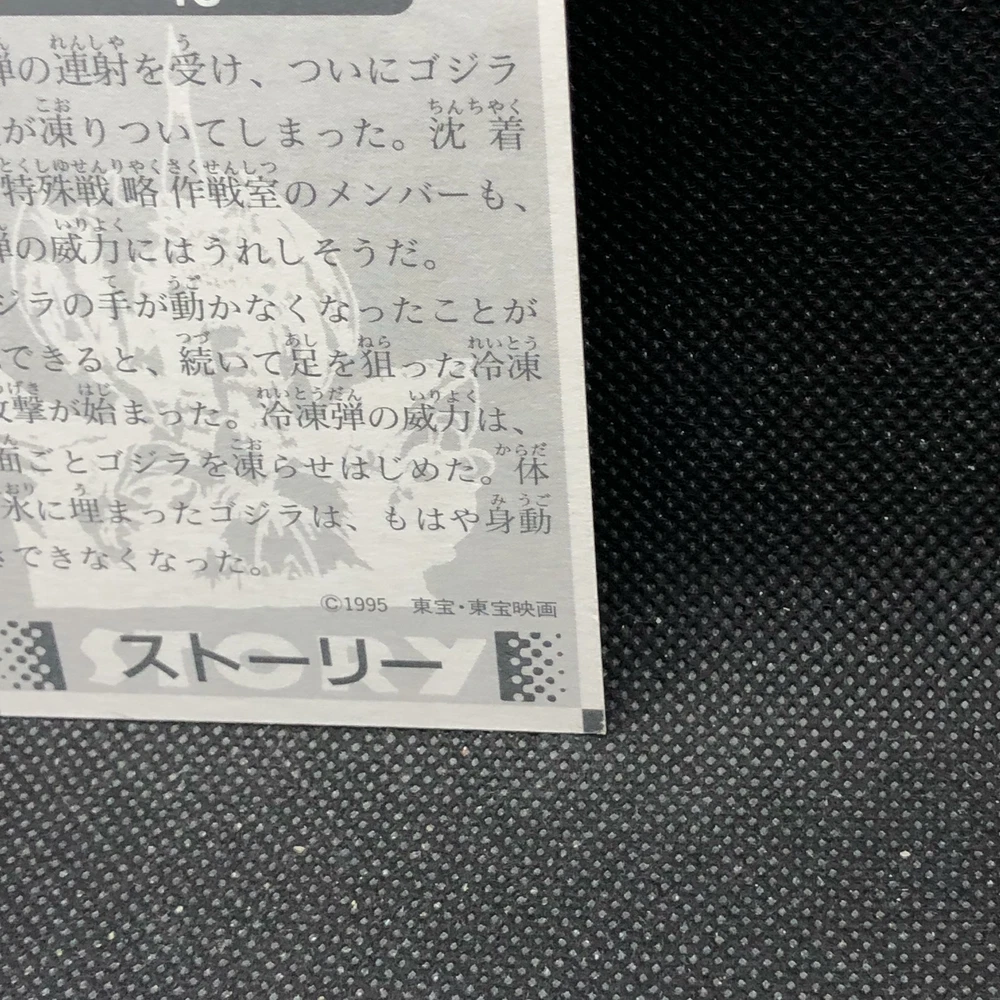 弾の連射を受け、ついにゴジラ
が凍りついてしまった。沈着
特殊戦略作戦室のメンバーも、
弾の威力にはうれしそうだ。
ジラの手が動かなくなったことが
できると、続いて足を狙った冷凍
攻撃が始まった。冷凍弾の威力は、
面ごとゴジラを凍らせはじめた。体
氷に埋まったゴジラは、もはや身動
きできなくなった。
©1995 東宝・東宝映画
STORY
ストーリー